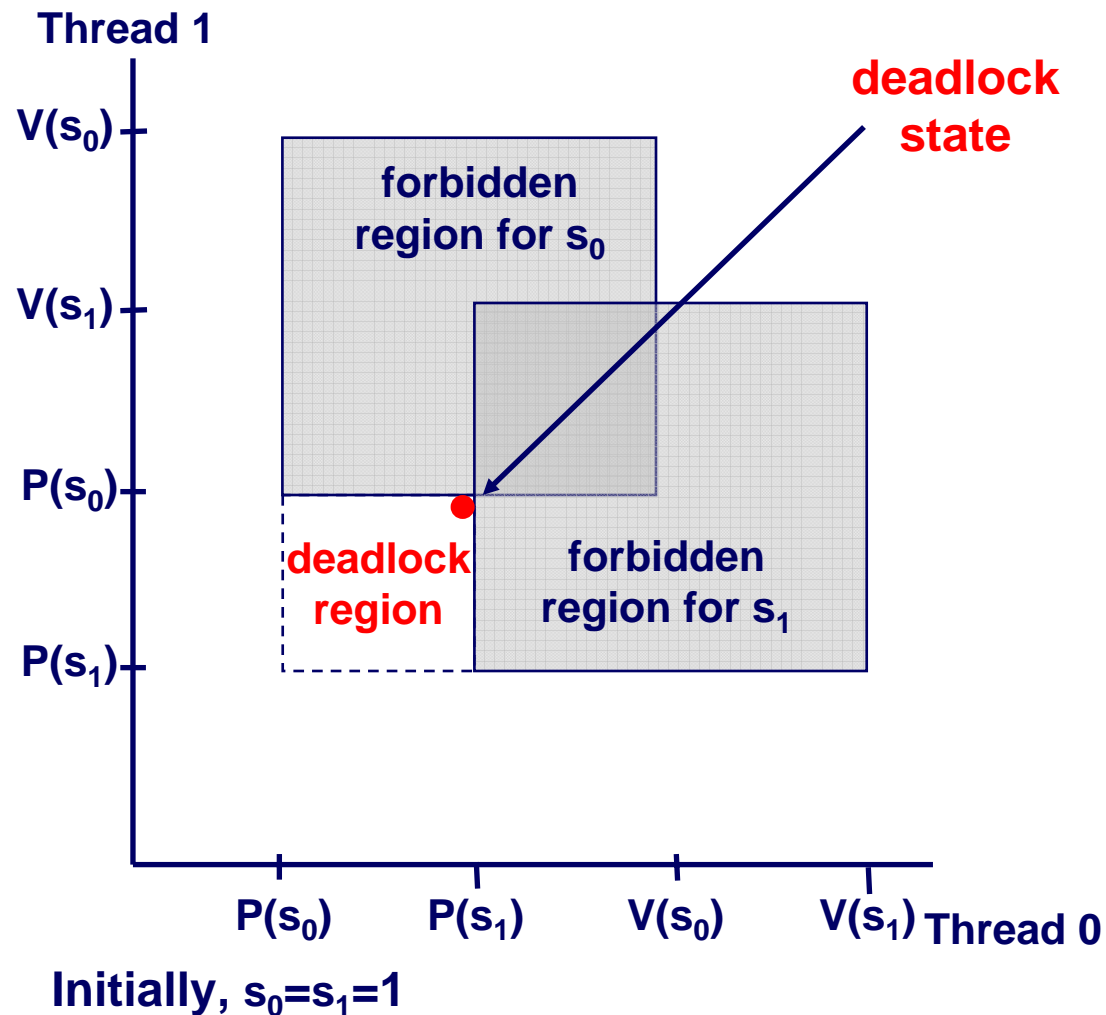 Thread 1
deadlock
state
V(s₀)
forbidden
region for s₀
V(s₁)
P(s₀)
deadlock
region
forbidden
region for s₁
P(s₁)
P(s₀) P(s₁) V(s₀) V(s₁) Thread 0
Initially, s₀=s₁=1